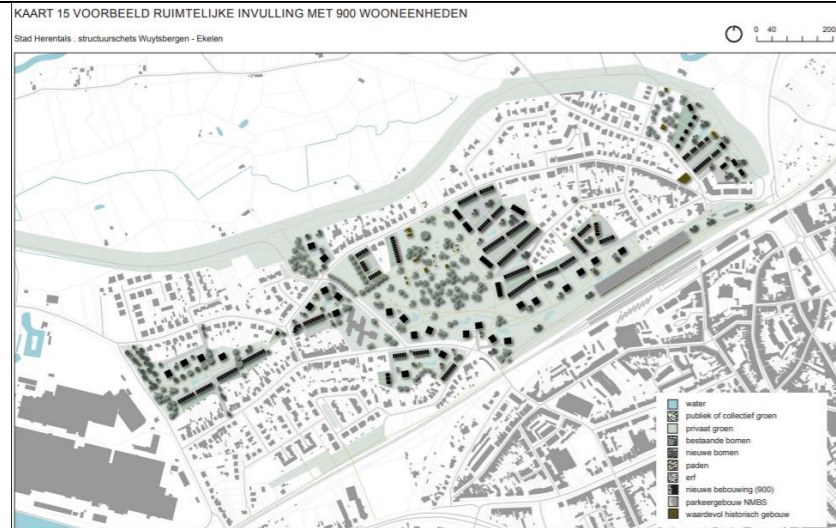 KAART 15 VOORBEELD RUIMTELIJKE INVULLING MET 900 WOONEENHEDEN
Stad Herentals . structuurschets Wuytsbergen - Ekelen
0 40 200
water
publiek of collectief groen
privaat groen
bestaande bomen
nieuwe bomen
paden
erf
nieuwe bebouwing (900)
parkeergebouw NMBS
waardevol historisch gebouw